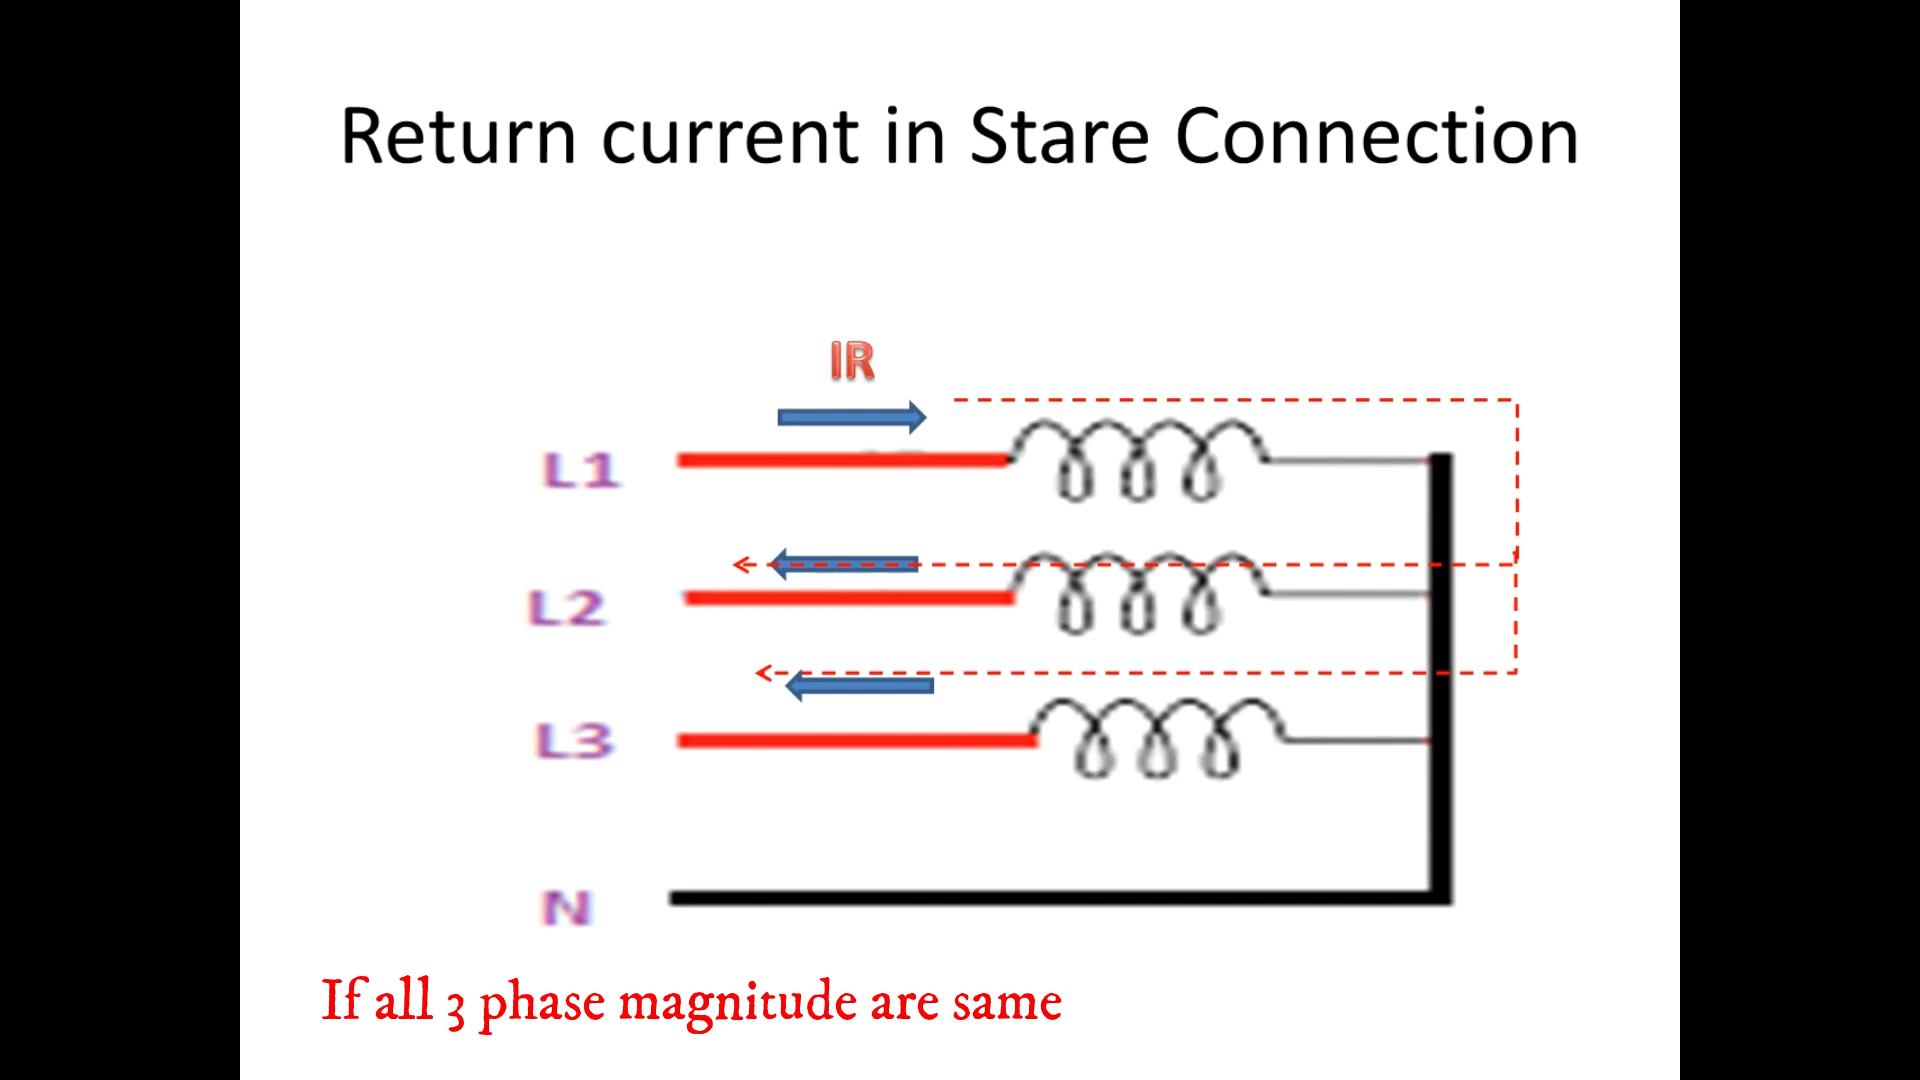 Return current in Stare Connection
IR
L1
L2
L3
N
If all 3 phase magnitude are same